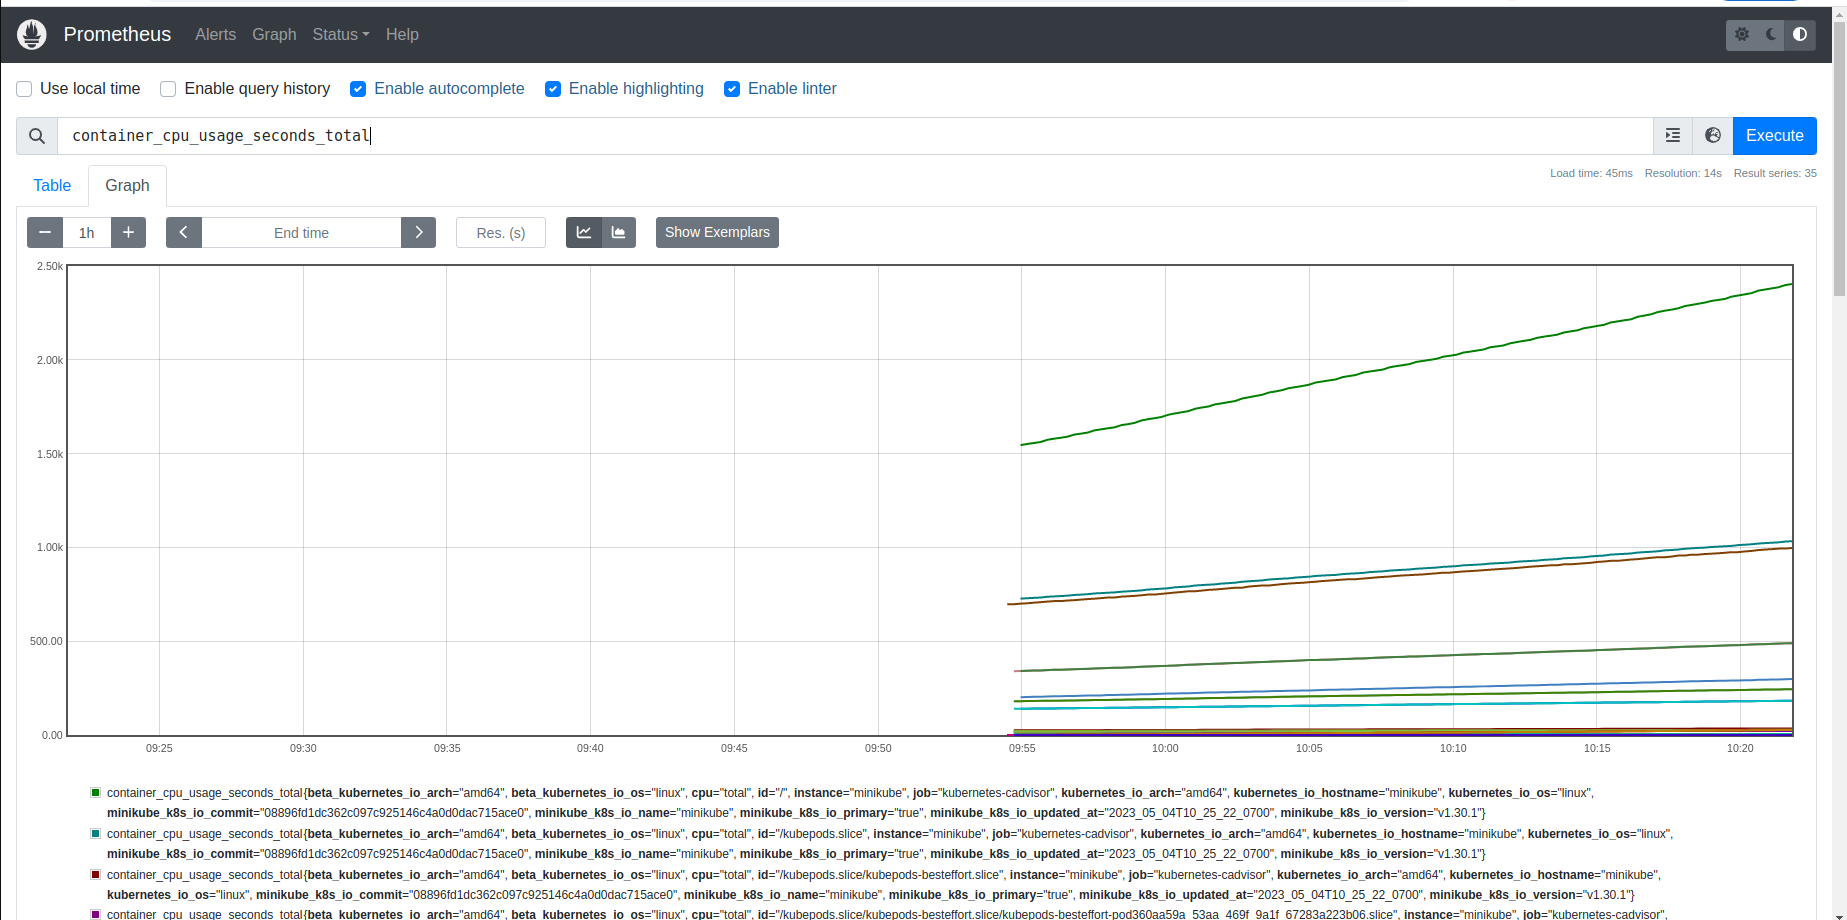 Prometheus Alerts Graph Status Help
Use local time Enable query history Enable autocomplete Enable highlighting Enable linter
container_cpu_usage_seconds_total Execute
Table Graph Load time: 45ms Resolution: 14s Result series: 35
1h End time Res. (s) Show Exemplars
2.50k
2.00k
1.50k
1.00k
500.00
0.00
09:25 09:30 09:35 09:40 09:45 09:50 09:55 10:00 10:05 10:10 10:15 10:20
container_cpu_usage_seconds_total{beta_kubernetes_io_arch="amd64", beta_kubernetes_io_os="linux", cpu="total", id="/", instance="minikube", job="kubernetes-cadvisor", kubernetes_io_arch="amd64", kubernetes_io_hostname="minikube", kubernetes_io_os="linux",
minikube_k8s_io_commit="08896fd1dc362c097c925146c4a0d0dac715ace0", minikube_k8s_io_name="minikube", minikube_k8s_io_primary="true", minikube_k8s_io_updated_at="2023_05_04T10_25_22_0700", minikube_k8s_io_version="v1.30.1"}
container_cpu_usage_seconds_total{beta_kubernetes_io_arch="amd64", beta_kubernetes_io_os="linux", cpu="total", id="/kubepods.slice", instance="minikube", job="kubernetes-cadvisor", kubernetes_io_arch="amd64", kubernetes_io_hostname="minikube", kubernetes_io_os="linux",
minikube_k8s_io_commit="08896fd1dc362c097c925146c4a0d0dac715ace0", minikube_k8s_io_name="minikube", minikube_k8s_io_primary="true", minikube_k8s_io_updated_at="2023_05_04T10_25_22_0700", minikube_k8s_io_version="v1.30.1"}
container_cpu_usage_seconds_total{beta_kubernetes_io_arch="amd64", beta_kubernetes_io_os="linux", cpu="total", id="/kubepods.slice/kubepods-besteffort.slice", instance="minikube", job="kubernetes-cadvisor", kubernetes_io_arch="amd64", kubernetes_io_hostname="minikube",
kubernetes_io_os="linux", minikube_k8s_io_commit="08896fd1dc362c097c925146c4a0d0dac715ace0", minikube_k8s_io_name="minikube", minikube_k8s_io_primary="true", minikube_k8s_io_updated_at="2023_05_04T10_25_22_0700", minikube_k8s_io_version="v1.30.1"}
container_cpu_usage_seconds_total{beta_kubernetes_io_arch="amd64", beta_kubernetes_io_os="linux", cpu="total", id="/kubepods.slice/kubepods-besteffort.slice/kubepods-besteffort-pod360aa59a_53aa_469f_9a1f_67283a223b06.slice", instance="minikube", job="kubernetes-cadvisor",